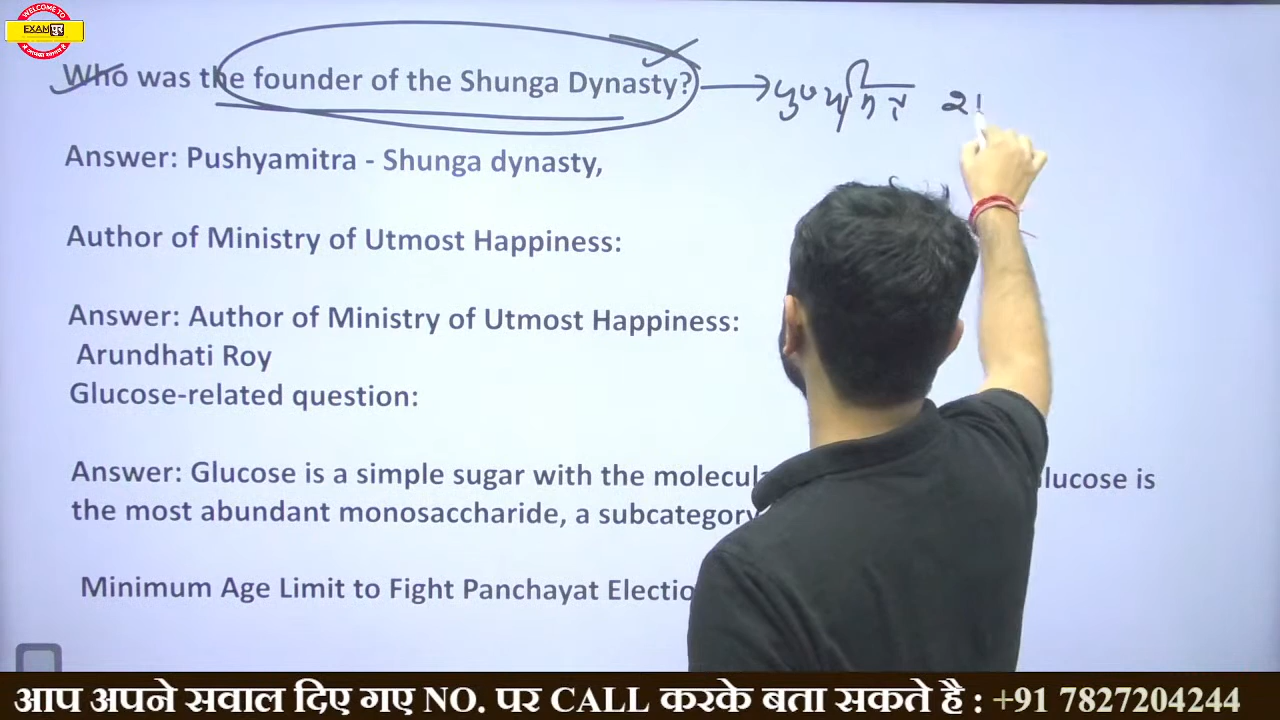 WELCOME TO
EXAM पुर
Who was the founder of the Shunga Dynasty?
Answer: Pushyamitra - Shunga dynasty,
Author of Ministry of Utmost Happiness:
Answer: Author of Ministry of Utmost Happiness:
Arundhati Roy
Glucose-related question:
Answer: Glucose is a simple sugar with the lucose is
the most abundant monosaccharide, a subcategory
Minimum Age Limit to Fight Panchayat
आप अपने सवाल दिए गए NO. पर CALL करके बता सकते है : +91 7827204244